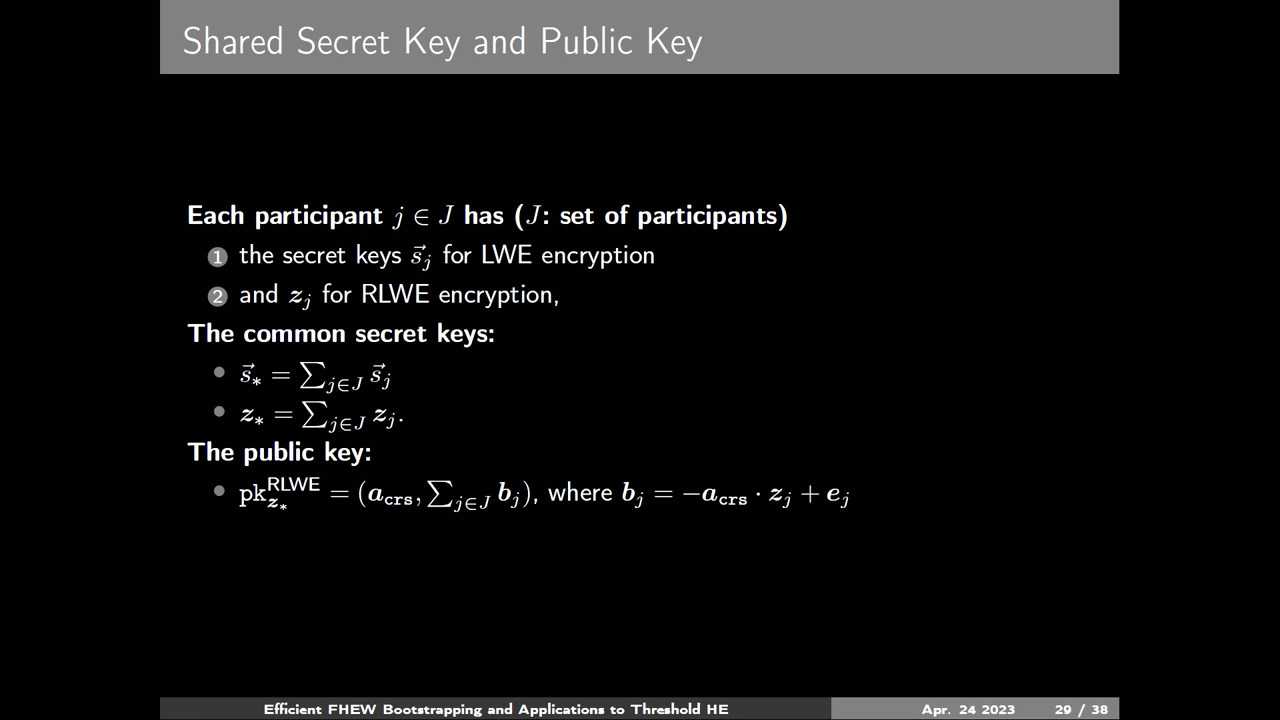 Shared Secret Key and Public Key
Each participant j ∈ J has (J: set of participants)
1 the secret keys s⃗_j for LWE encryption
2 and z_j for RLWE encryption,
The common secret keys:
• s⃗_* = ∑_{j∈J} s⃗_j
• z_* = ∑_{j∈J} z_j.
The public key:
• pk^{RLWE}_{z_*} = (a_crs, ∑_{j∈J} b_j), where b_j = −a_crs · z_j + e_j
Efficient FHEW Bootstrapping and Applications to Threshold HE Apr. 24 2023 29 / 38